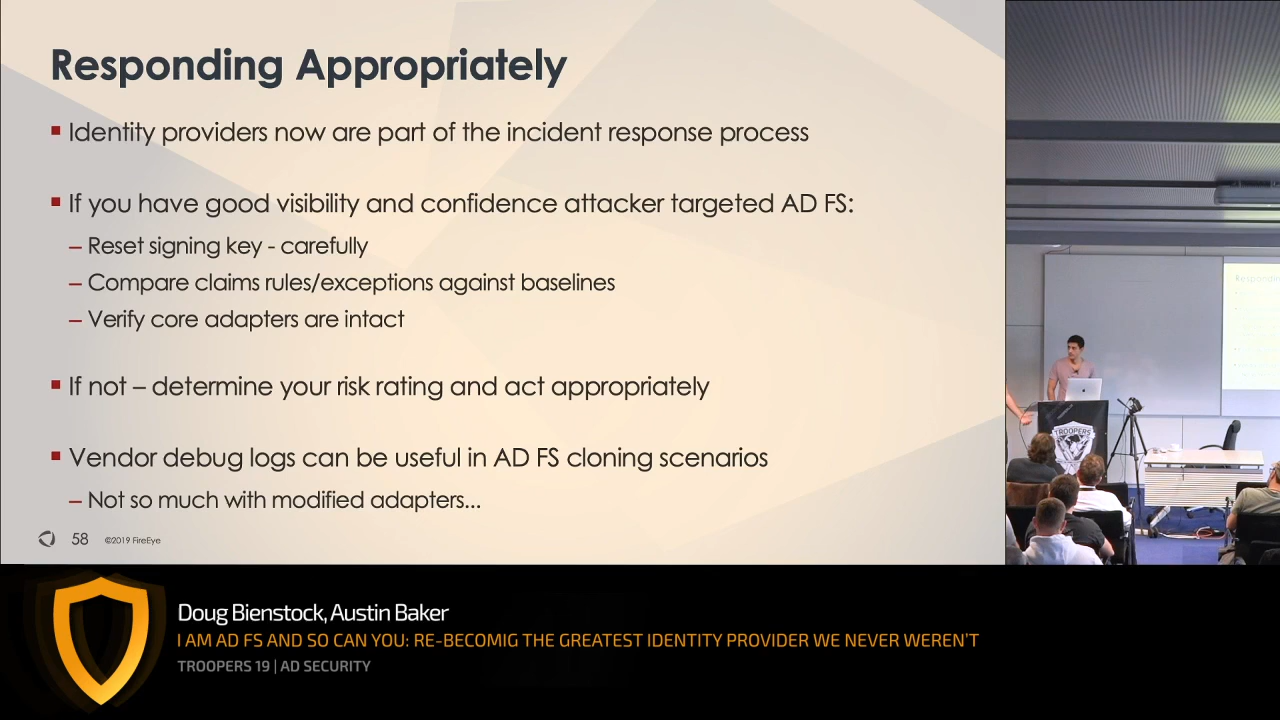 Responding Appropriately
▪ Identity providers now are part of the incident response process
▪ If you have good visibility and confidence attacker targeted AD FS:
– Reset signing key - carefully
– Compare claims rules/exceptions against baselines
– Verify core adapters are intact
▪ If not – determine your risk rating and act appropriately
▪ Vendor debug logs can be useful in AD FS cloning scenarios
– Not so much with modified adapters...
58 ©2019 FireEye
TROOPERS
Doug Bienstock, Austin Baker
I AM AD FS AND SO CAN YOU: RE-BECOMIG THE GREATEST IDENTITY PROVIDER WE NEVER WEREN'T
TROOPERS 19 | AD SECURITY